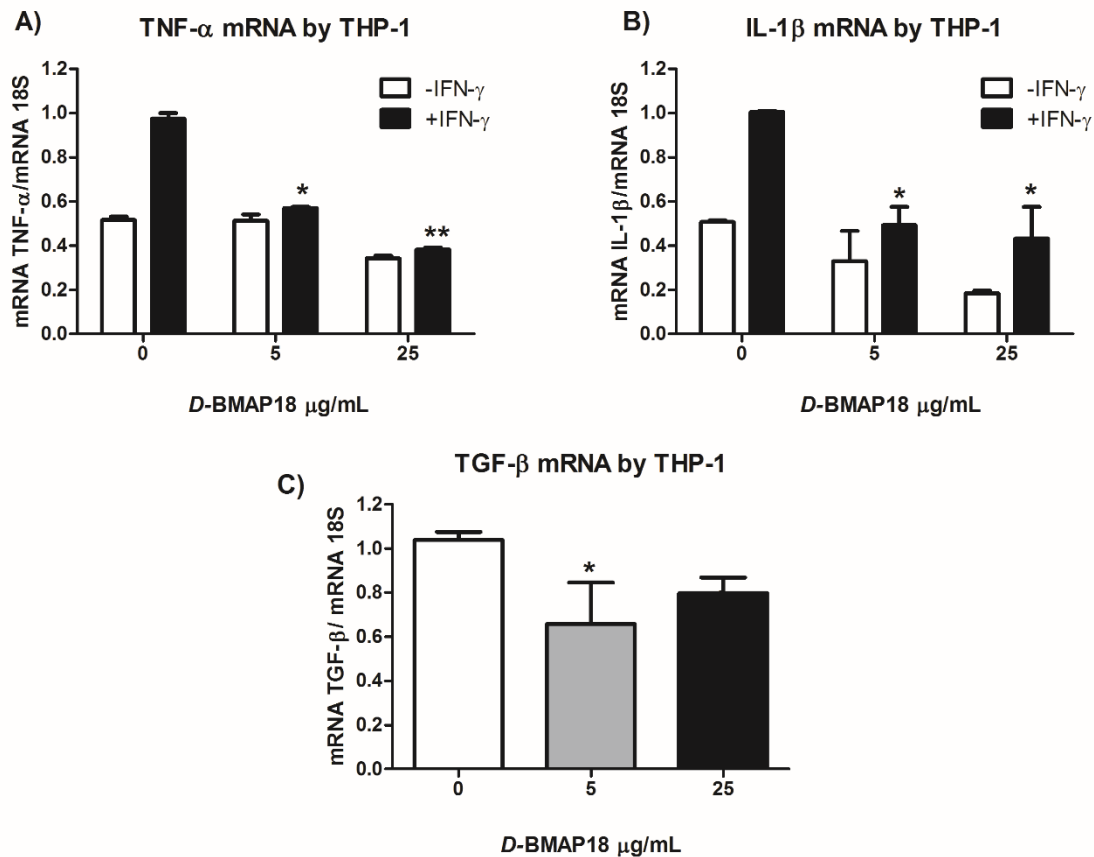 A)
TNF-α mRNA by THP-1
mRNA TNF-α/mRNA 18S
1.2
1.0
0.8
0.6
0.4
0.2
0.0
-IFN-γ
+IFN-γ
*
**
0 5 25
D-BMAP18 µg/mL
B)
IL-1β mRNA by THP-1
mRNA IL-1β/mRNA 18S
1.2
1.0
0.8
0.6
0.4
0.2
0.0
-IFN-γ
+IFN-γ
* *
0 5 25
D-BMAP18 µg/mL
C)
TGF-β mRNA by THP-1
mRNA TGF-β/ mRNA 18S
1.2
1.0
0.8
0.6
0.4
0.2
0.0
*
0 5 25
D-BMAP18 µg/mL